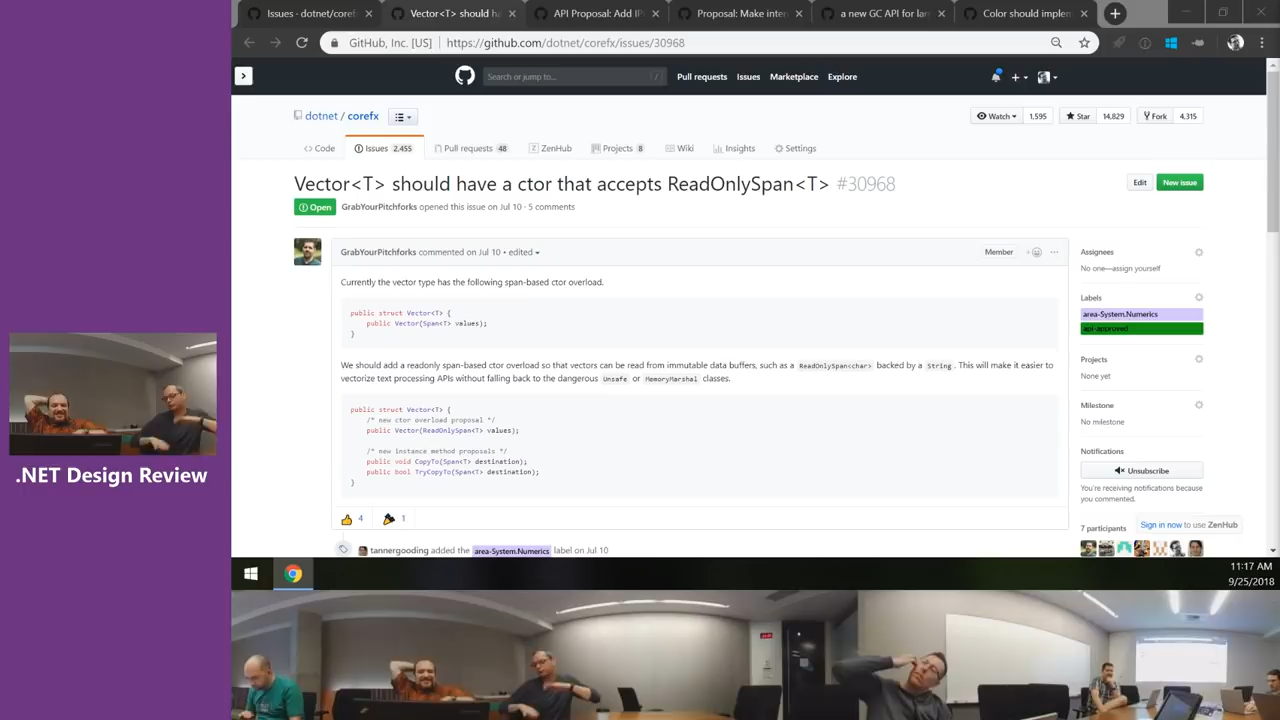 Issues - dotnet/coref
Vector<T> should ha
API Proposal: Add IP
Proposal: Make inter
a new GC API for lar
Color should implem
GitHub, Inc. [US]
https://github.com/dotnet/corefx/issues/30968
Search or jump to...
/
Pull requests
Issues
Marketplace
Explore
dotnet / corefx
Watch 1,595
Star 14,829
Fork 4,315
Code
Issues 2,455
Pull requests 48
ZenHub
Projects 8
Wiki
Insights
Settings
Vector<T> should have a ctor that accepts ReadOnlySpan<T> #30968
Edit
New issue
Open
GrabYourPitchforks opened this issue on Jul 10 · 5 comments
GrabYourPitchforks commented on Jul 10 • edited
Member
Currently the vector type has the following span-based ctor overload.
public struct Vector<T> {
public Vector(Span<T> values);
}
We should add a readonly span-based ctor overload so that vectors can be read from immutable data buffers, such as a ReadOnlySpan<char> backed by a String. This will make it easier to
vectorize text processing APIs without falling back to the dangerous Unsafe or MemoryMarshal classes.
public struct Vector<T> {
/* new ctor overload proposal */
public Vector(ReadOnlySpan<T> values);
/* new instance method proposals */
public void CopyTo(Span<T> destination);
public bool TryCopyTo(Span<T> destination);
}
4
1
tannergooding added the area-System.Numerics label on Jul 10
Assignees
No one—assign yourself
Labels
area-System.Numerics
api-approved
Projects
None yet
Milestone
No milestone
Notifications
Unsubscribe
You're receiving notifications because
you commented.
7 participants
Sign in now to use ZenHub
.NET Design Review
11:17 AM
9/25/2018